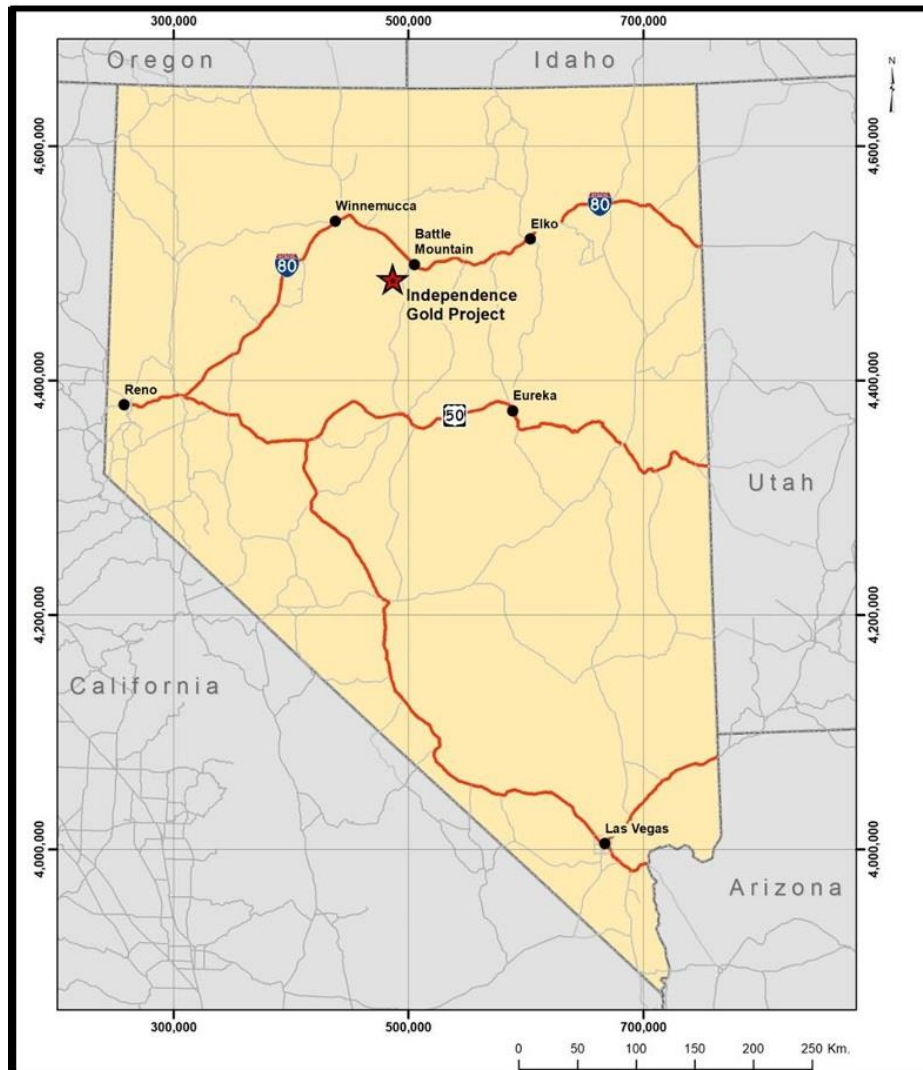 300,000 500,000 700,000
Oregon Idaho
N
4,600,000 4,600,000
80
Winnemucca
Elko
Battle
Mountain
80
Independence
Gold Project
4,400,000 4,400,000
Reno
Eureka
50
Utah
4,200,000 4,200,000
California
Las Vegas
4,000,000 4,000,000
Arizona
300,000 500,000 700,000
0 50 100 150 200 250 Km.